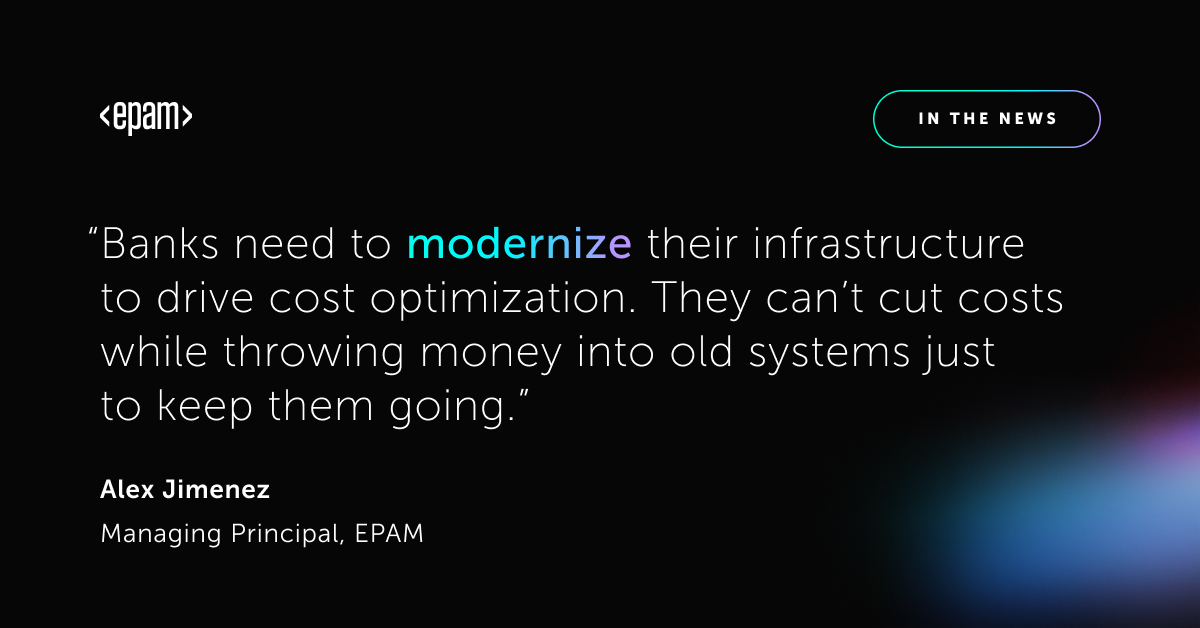 <epam>
IN THE NEWS
“Banks need to modernize their infrastructure
to drive cost optimization. They can’t cut costs
while throwing money into old systems just
to keep them going.”
Alex Jimenez
Managing Principal, EPAM